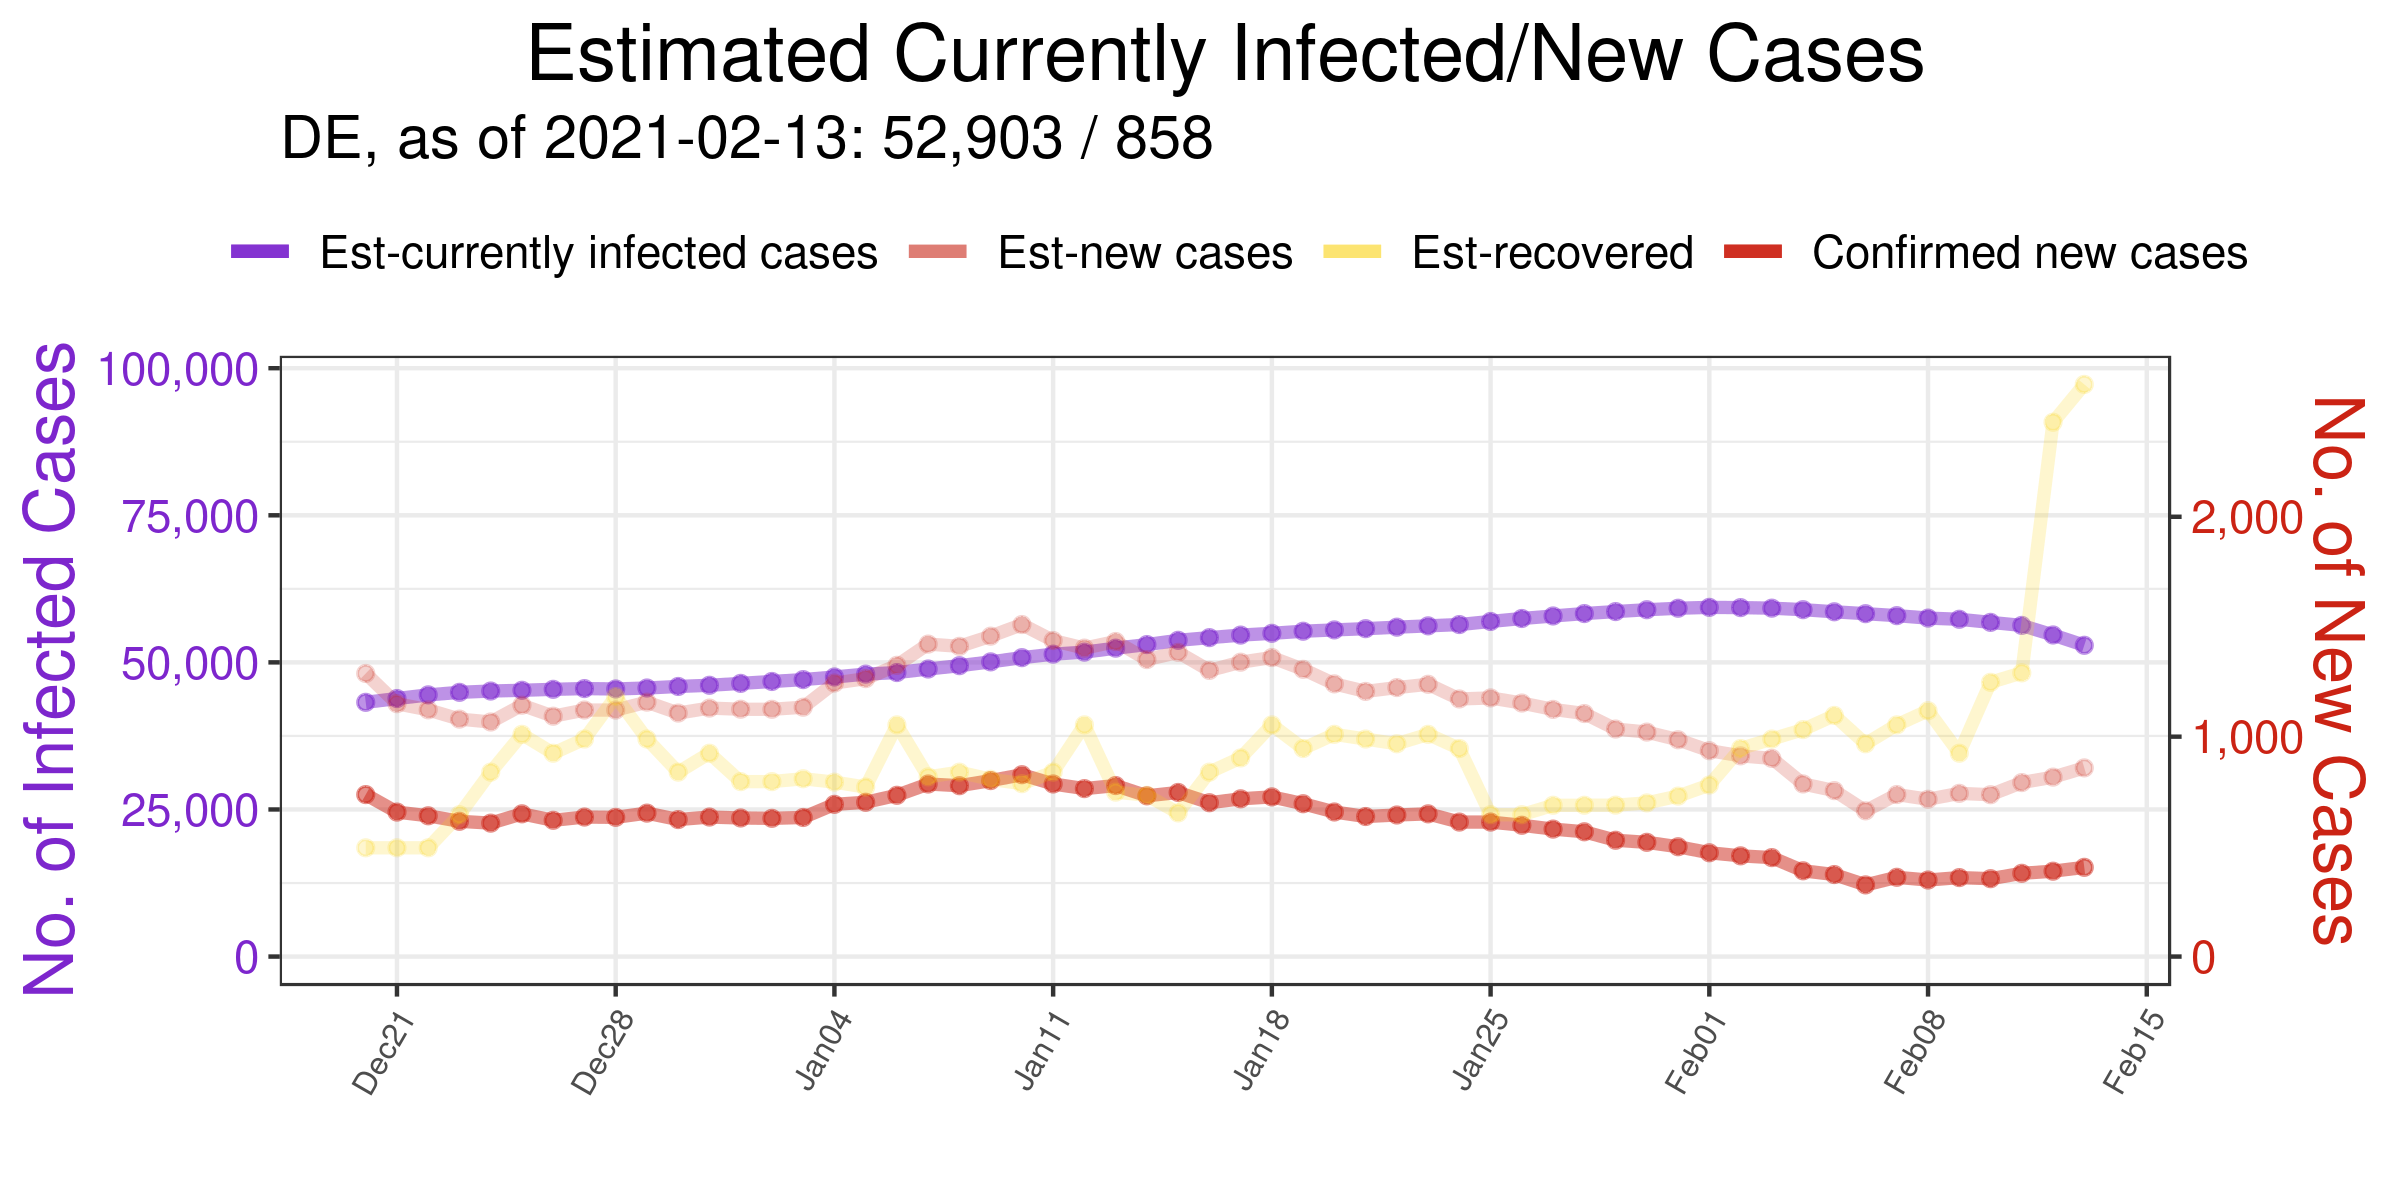 Estimated Currently Infected/New Cases
DE, as of 2021-02-13: 52,903 / 858
Est-currently infected cases Est-new cases Est-recovered Confirmed new cases
No. of Infected Cases
100,000
75,000
50,000
25,000
0
2,000
1,000
0
No. of New Cases
Dec21 Dec28 Jan04 Jan11 Jan18 Jan25 Feb01 Feb08 Feb15